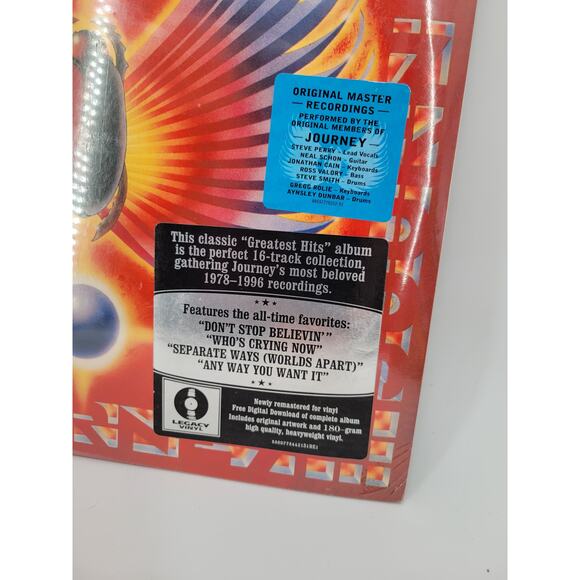 ORIGINAL MASTER
RECORDINGS
PERFORMED BY THE
ORIGINAL MEMBERS OF
JOURNEY
STEVE PERRY - Lead Vocals
NEAL SCHON - Guitar
JONATHAN CAIN - Keyboards
ROSS VALORY - Bass
STEVE SMITH - Drums
GREGG ROLIE - Keyboards
AYNSLEY DUNBAR - Drums
This classic “Greatest Hits” album
is the perfect 16-track collection,
gathering Journey’s most beloved
1978–1996 recordings.
Features the all-time favorites:
“DON’T STOP BELIEVIN’”
“WHO’S CRYING NOW”
“SEPARATE WAYS (WORLDS APART)”
“ANY WAY YOU WANT IT”
LEGACY
VINYL
Newly remastered for vinyl
Free Digital Download of complete album
Includes original artwork and 180-gram
high quality, heavyweight vinyl.